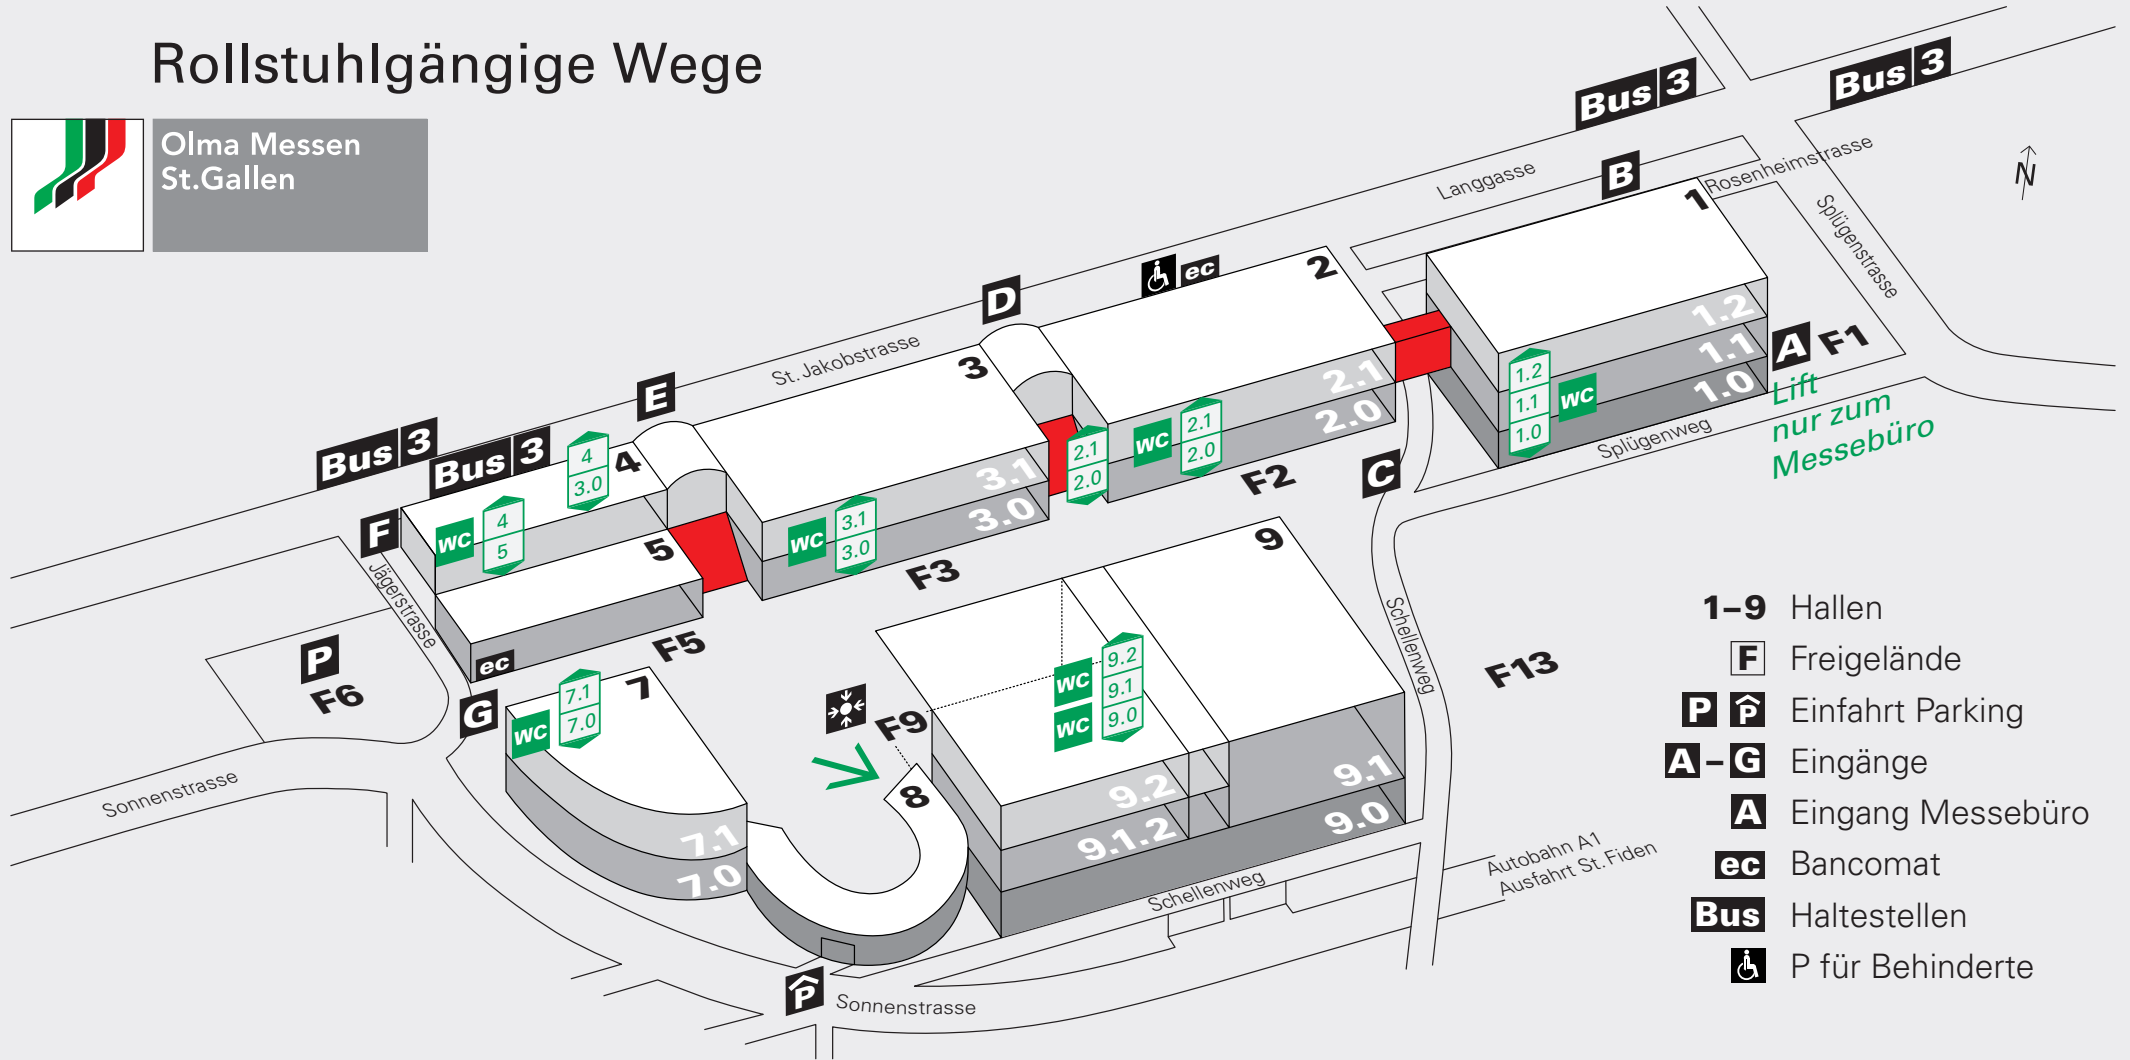 Rollstuhlgängige Wege
Olma Messen
St.Gallen
Bus 3
Bus 3
Langgasse
B
Rosenheimstrasse
Splügenstrasse
N
1
1.2
1.1
1.0
A
F1
Lift
nur zum
Messebüro
1.2
1.1
1.0
WC
Splügenweg
D
ec
2
2.1
2.0
WC
2.1
2.0
2.1
2.0
F2
C
St. Jakobstrasse
E
3
3.1
3.0
WC
3.1
3.0
F3
Bus 3
Bus 3
4
3.0
4
F
WC
4
5
5
Jägerstrasse
ec
F5
P
F6
G
7
7.1
7.0
WC
7.1
7.0
Sonnenstrasse
F9
8
9
WC
WC
9.2
9.1
9.0
9.2
9.1
9.1.2
9.0
Schellenweg
F13
Schellenweg
Autobahn A1
Ausfahrt St. Fiden
P
Sonnenstrasse
1–9 Hallen
F Freigelände
P P Einfahrt Parking
A–G Eingänge
A Eingang Messebüro
ec Bancomat
Bus Haltestellen
P für Behinderte